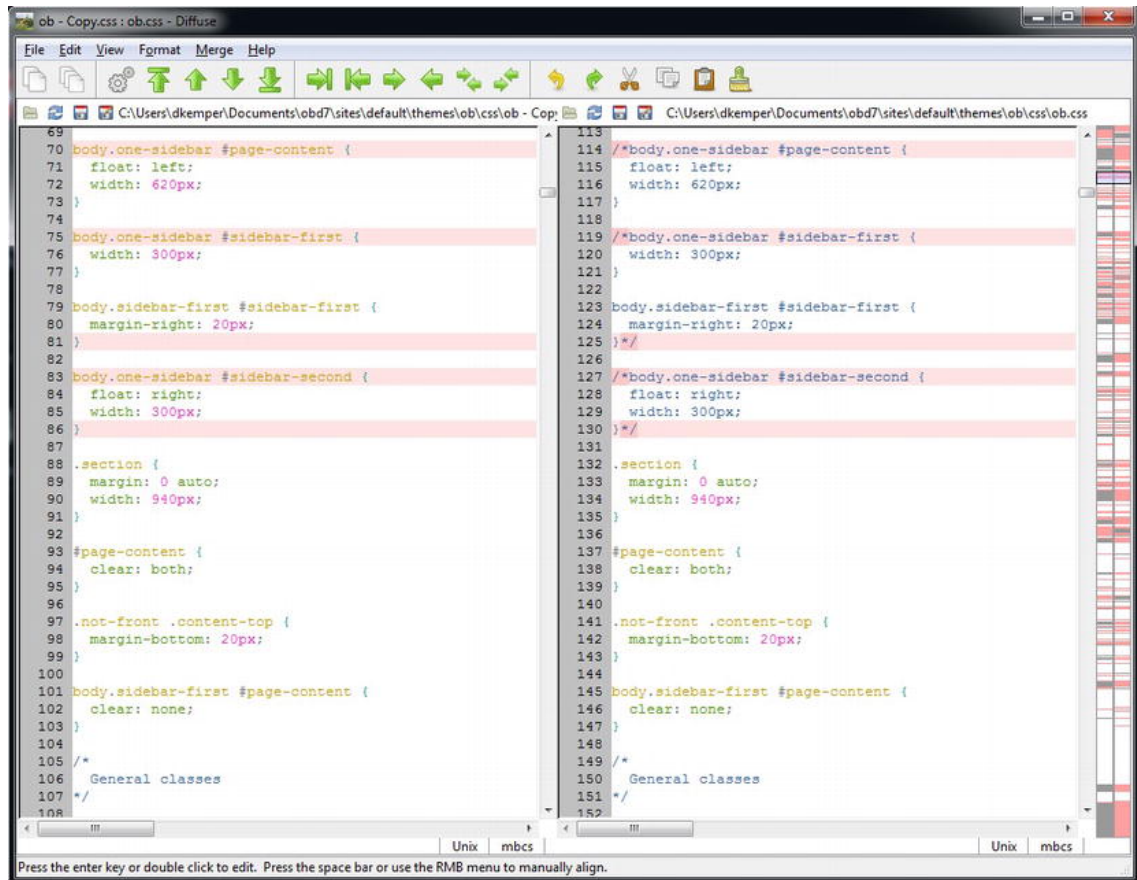 ob - Copy.css : ob.css - Diffuse
File Edit View Format Merge Help
C:\Users\dkemper\Documents\obd7\sites\default\themes\ob\css\ob - Cop
C:\Users\dkemper\Documents\obd7\sites\default\themes\ob\css\ob.css
69
70 body.one-sidebar #page-content {
71 float: left;
72 width: 620px;
73 }
74
75 body.one-sidebar #sidebar-first {
76 width: 300px;
77 }
78
79 body.sidebar-first #sidebar-first {
80 margin-right: 20px;
81 }
82
83 body.one-sidebar #sidebar-second {
84 float: right;
85 width: 300px;
86 }
87
88 .section {
89 margin: 0 auto;
90 width: 940px;
91 }
92
93 #page-content {
94 clear: both;
95 }
96
97 .not-front .content-top {
98 margin-bottom: 20px;
99 }
100
101 body.sidebar-first #page-content {
102 clear: none;
103 }
104
105 /*
106 General classes
107 */
108
113
114 /*body.one-sidebar #page-content {
115 float: left;
116 width: 620px;
117 }
118
119 /*body.one-sidebar #sidebar-first {
120 width: 300px;
121 }
122
123 body.sidebar-first #sidebar-first {
124 margin-right: 20px;
125 }*/
126
127 /*body.one-sidebar #sidebar-second {
128 float: right;
129 width: 300px;
130 }*/
131
132 .section {
133 margin: 0 auto;
134 width: 940px;
135 }
136
137 #page-content {
138 clear: both;
139 }
140
141 .not-front .content-top {
142 margin-bottom: 20px;
143 }
144
145 body.sidebar-first #page-content {
146 clear: none;
147 }
148
149 /*
150 General classes
151 */
152
Unix mbcs
Unix mbcs
Press the enter key or double click to edit. Press the space bar or use the RMB menu to manually align.